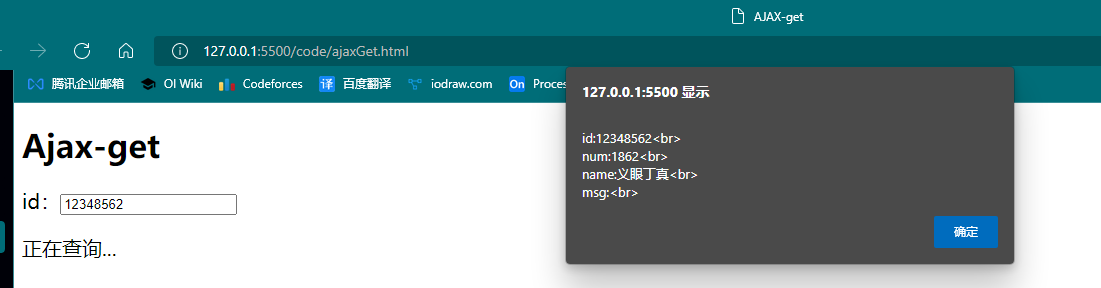 AJAX-get
127.0.0.1:5500/code/ajaxGet.html
腾讯企业邮箱 OI Wiki Codeforces 译 百度翻译 iodraw.com On Proces
127.0.0.1:5500 显示
id:12348562<br>
num:1862<br>
name:义眼丁真<br>
msg:<br>
确定
Ajax-get
id: 12348562
正在查询...